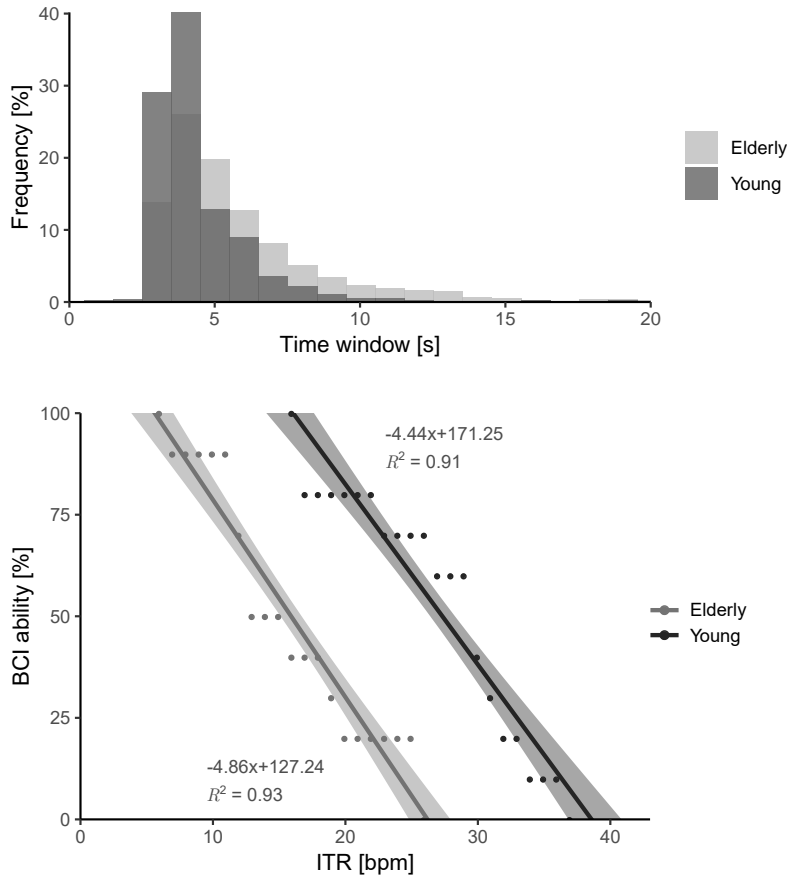 40
30
20
10
0
Frequency [%]
0 5 10 15 20
Time window [s]
Elderly
Young
100
75
50
25
0
BCI ability [%]
-4.44x+171.25
R² = 0.91
-4.86x+127.24
R² = 0.93
0 10 20 30 40
ITR [bpm]
Elderly
Young